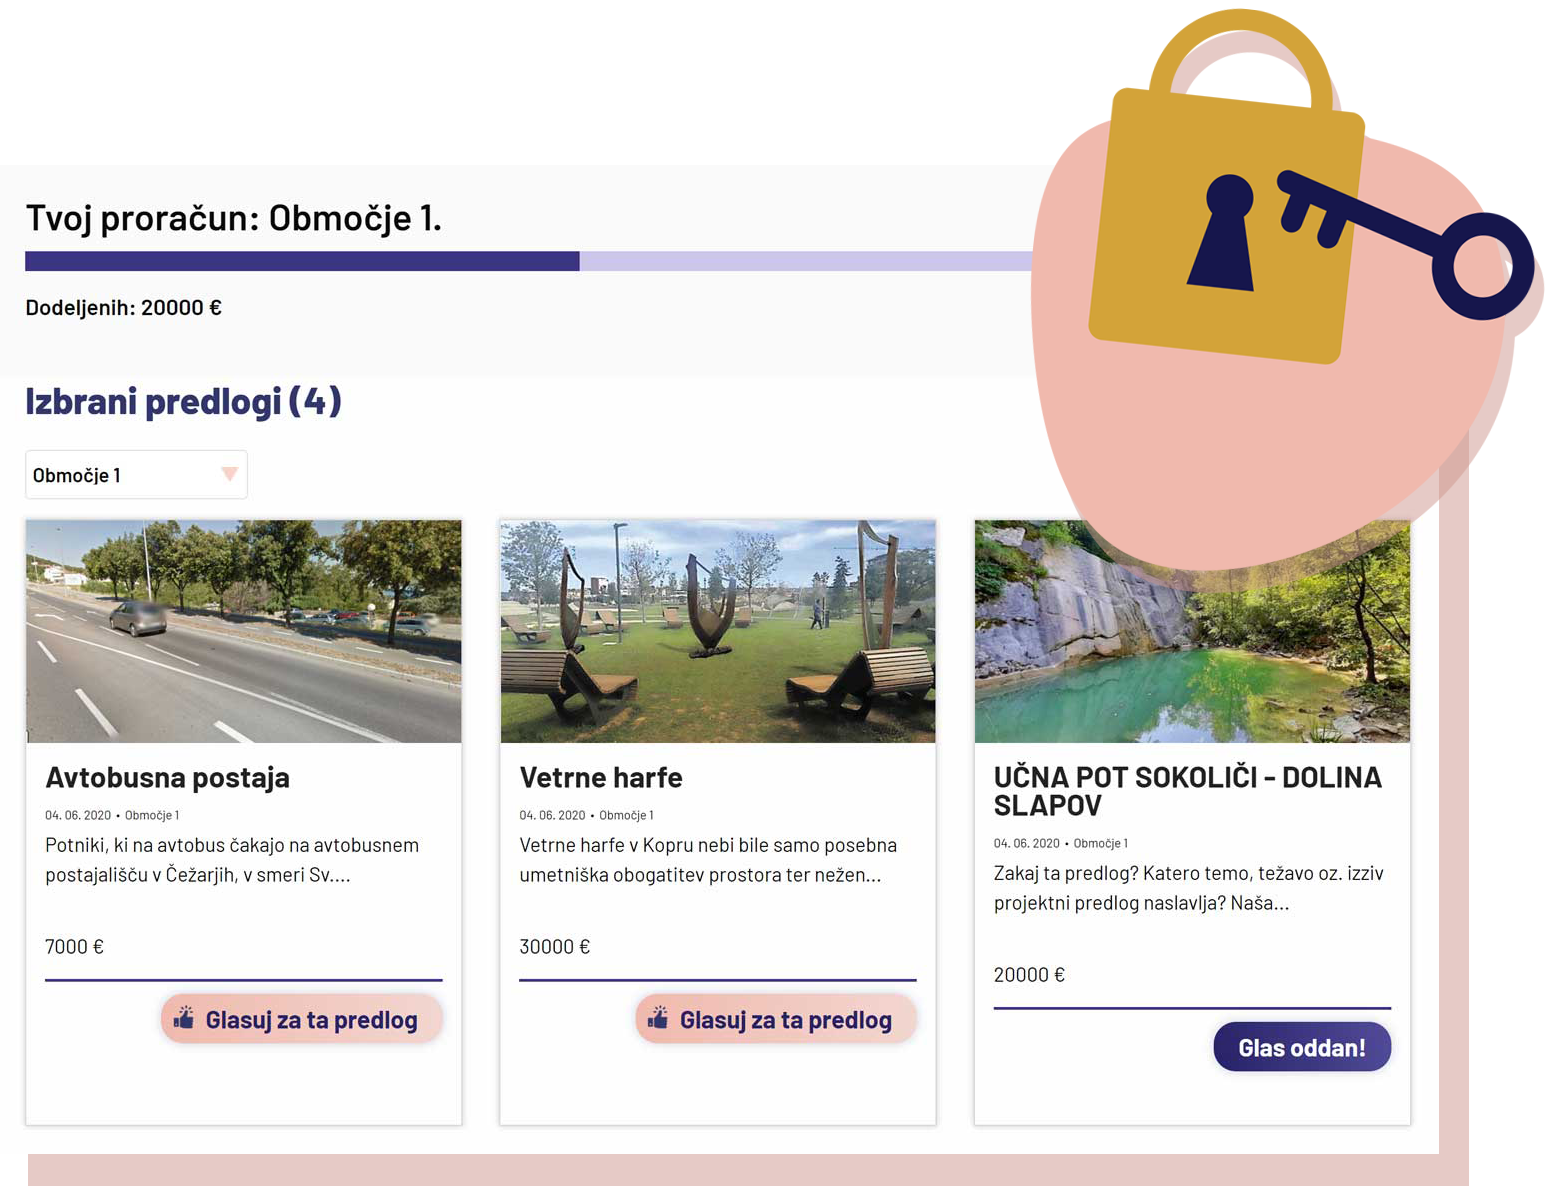 Tvoj proračun: Območje 1.
Dodeljenih: 20000 €
Izbrani predlogi (4)
Območje 1
Avtobusna postaja
04. 06. 2020 • Območje 1
Potniki, ki na avtobus čakajo na avtobusnem
postajališču v Čežarjih, v smeri Sv....
7000 €
Glasuj za ta predlog
Vetrne harfe
04. 06. 2020 • Območje 1
Vetrne harfe v Kopru nebi bile samo posebna
umetniška obogatitev prostora ter nežen...
30000 €
Glasuj za ta predlog
UČNA POT SOKOLIČI - DOLINA
SLAPOV
04. 06. 2020 • Območje 1
Zakaj ta predlog? Katero temo, težavo oz. izziv
projektni predlog naslavlja? Naša...
20000 €
Glas oddan!